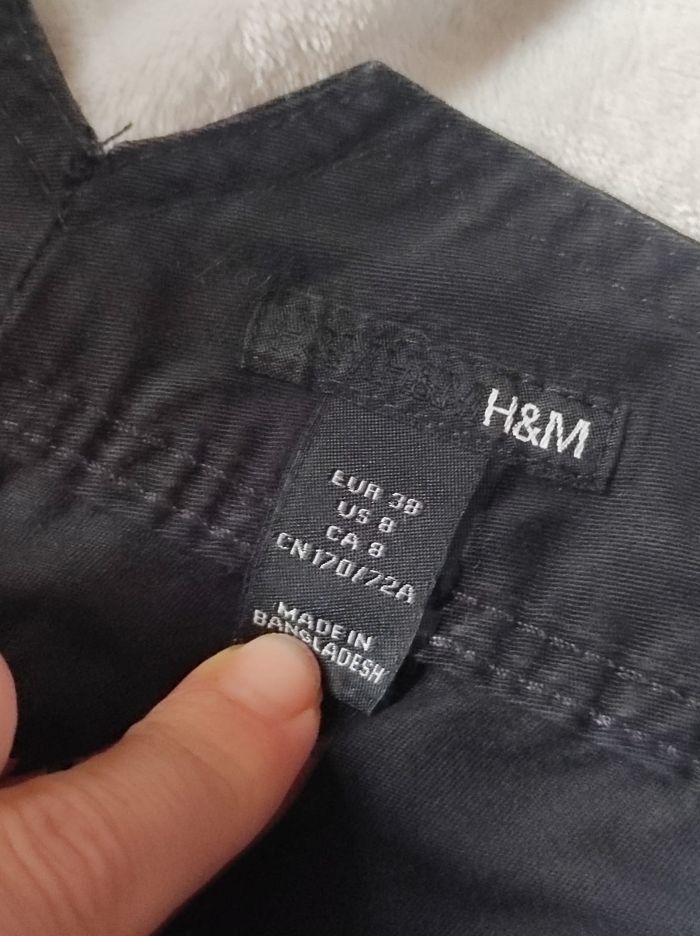 H&M
EUR 38
US 8
CA 8
CN170/72A
MADE IN
BANGLADESH